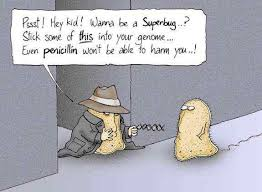 Pssst! Hey kid! Wanna be a Superbug..?
Stick some of this into your genome...
Even penicillin won't be able to harm you..!